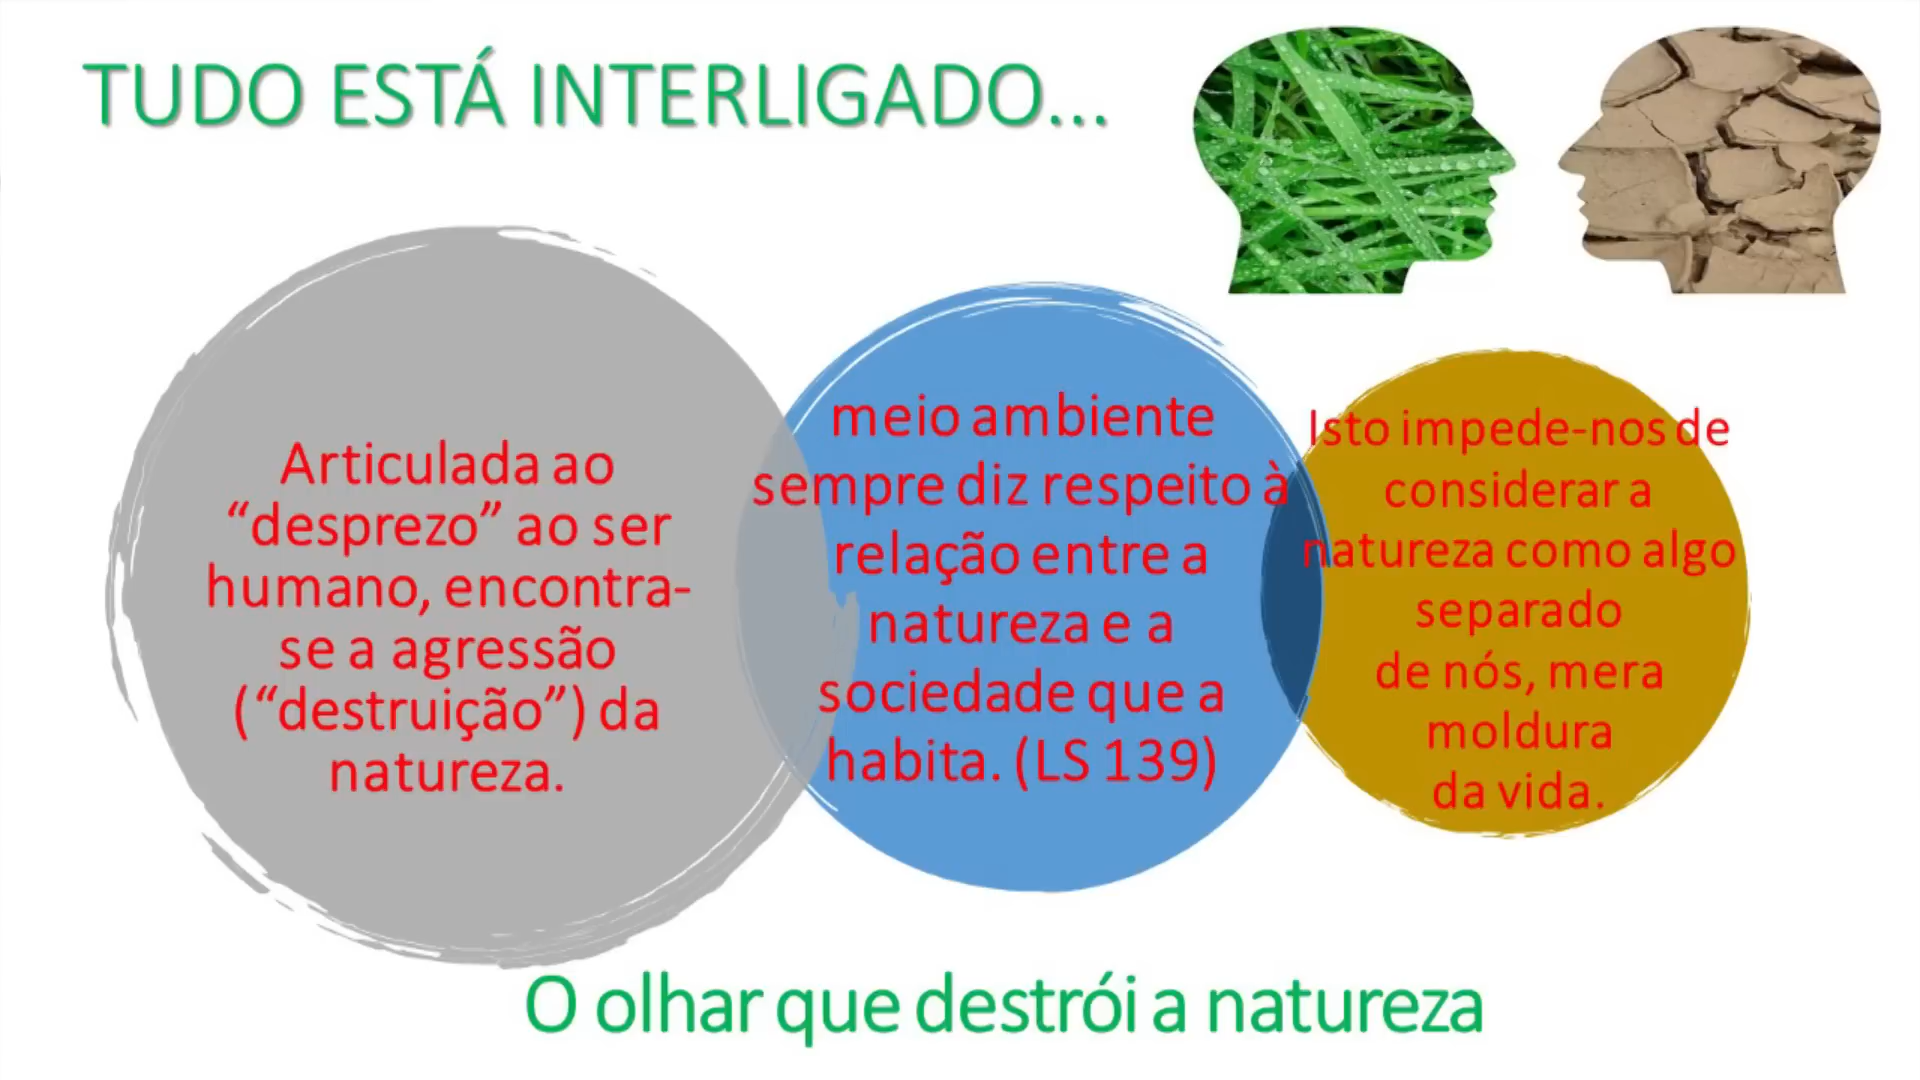 TUDO ESTÁ INTERLIGADO...
Articulada ao
“desprezo” ao ser
humano, encontra-
se a agressão
(“destruição”) da
natureza.
meio ambiente
sempre diz respeito à
relação entre a
natureza e a
sociedade que a
habita. (LS 139)
Isto impede-nos de
considerar a
natureza como algo
separado
de nós, mera
moldura
da vida.
O olhar que destrói a natureza